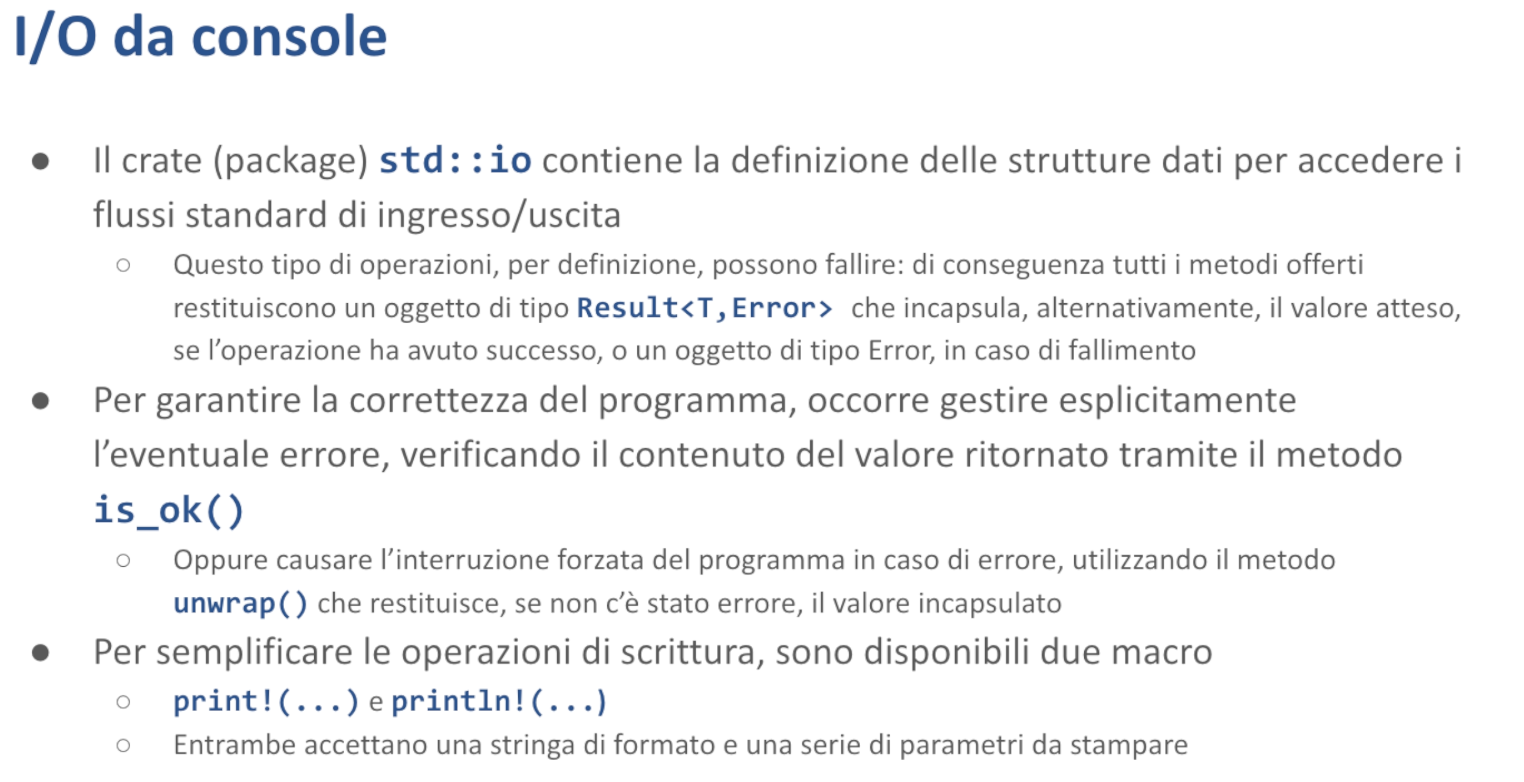 I/O da console
● Il crate (package) std::io contiene la definizione delle strutture dati per accedere i
flussi standard di ingresso/uscita
○ Questo tipo di operazioni, per definizione, possono fallire: di conseguenza tutti i metodi offerti
restituiscono un oggetto di tipo Result<T,Error> che incapsula, alternativamente, il valore atteso,
se l’operazione ha avuto successo, o un oggetto di tipo Error, in caso di fallimento
● Per garantire la correttezza del programma, occorre gestire esplicitamente
l’eventuale errore, verificando il contenuto del valore ritornato tramite il metodo
is_ok()
○ Oppure causare l’interruzione forzata del programma in caso di errore, utilizzando il metodo
unwrap() che restituisce, se non c’è stato errore, il valore incapsulato
● Per semplificare le operazioni di scrittura, sono disponibili due macro
○ print!(...) e println!(...)
○ Entrambe accettano una stringa di formato e una serie di parametri da stampare